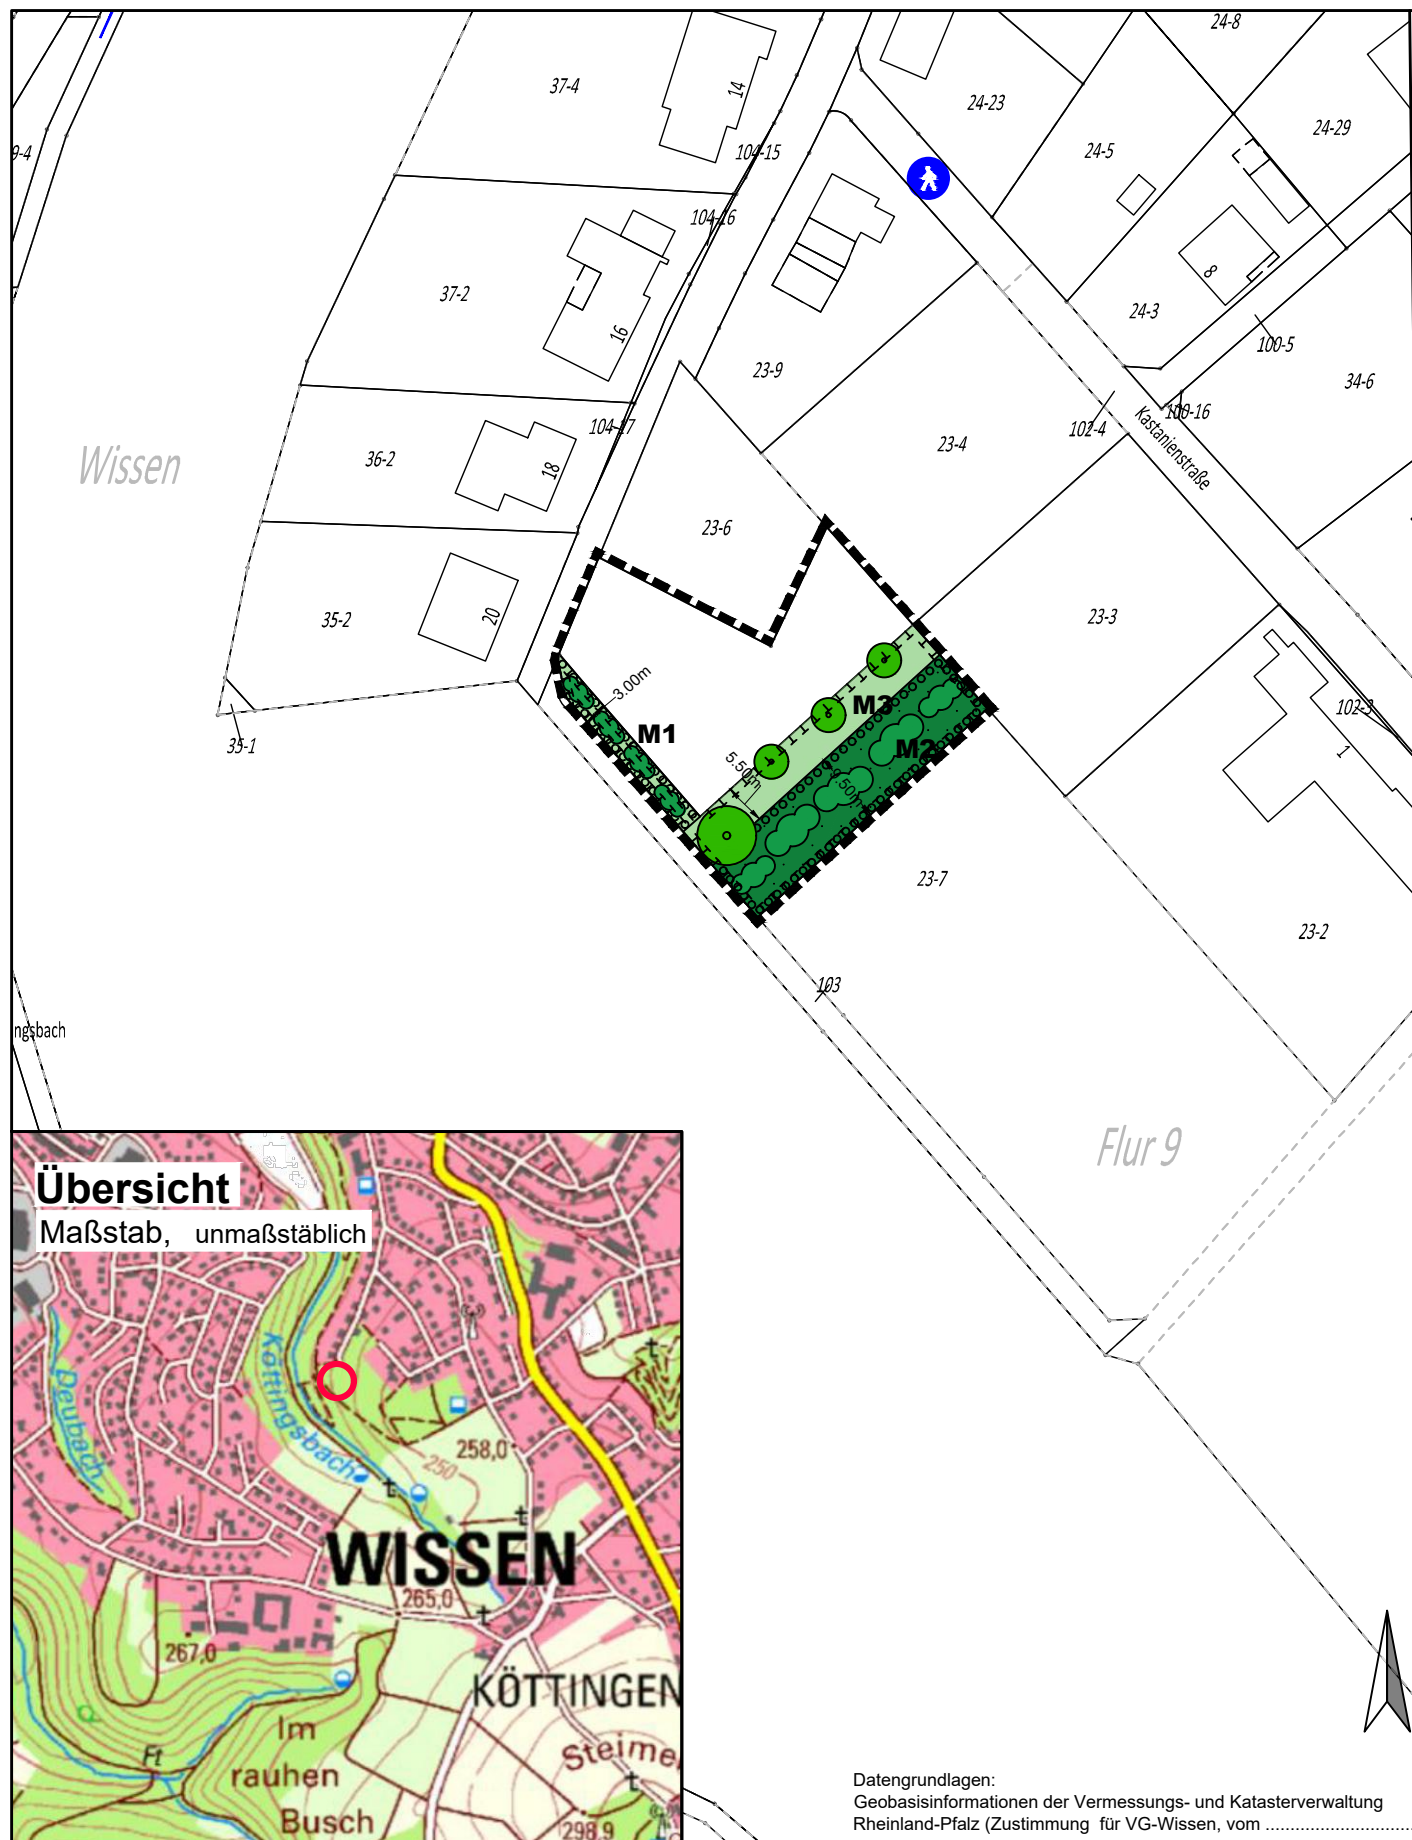 24-8
37-4
14
24-23
24-29
9-4
104-15
24-5
104-16
37-2
8
24-3
16
100-5
23-9
34-6
100-16
104-17
102-4
Kastanienstraße
23-4
Wissen
36-2
18
23-6
35-2
20
23-3
3.00m
M3
102-3
M1
35-1
M2
1
5.50m
9.50m
23-7
23-2
103
ngsbach
Flur 9
Übersicht
Maßstab, unmaßstäblich
Köttingsbach
Deubach
258,0
250
WISSEN
265,0
267,0
KÖTTINGEN
Im
rauhen
Busch
Ft
Steime
298,9
Datengrundlagen:
Geobasisinformationen der Vermessungs- und Katasterverwaltung
Rheinland-Pfalz (Zustimmung für VG-Wissen, vom ................................